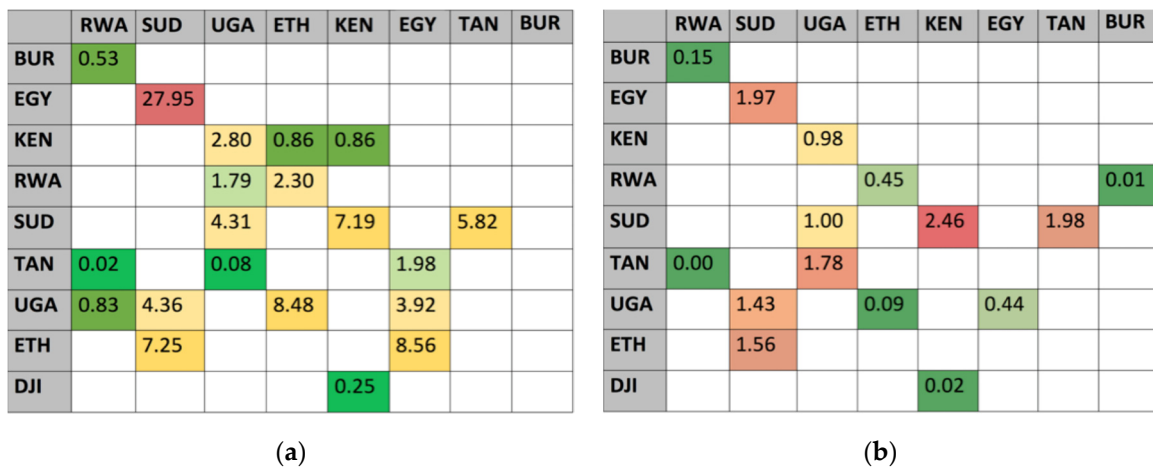 RWA SUD UGA ETH KEN EGY TAN BUR
BUR 0.53
EGY 27.95
KEN 2.80 0.86 0.86
RWA 1.79 2.30
SUD 4.31 7.19 5.82
TAN 0.02 0.08 1.98
UGA 0.83 4.36 8.48 3.92
ETH 7.25 8.56
DJI 0.25
(a)
RWA SUD UGA ETH KEN EGY TAN BUR
BUR 0.15
EGY 1.97
KEN 0.98
RWA 0.45 0.01
SUD 1.00 2.46 1.98
TAN 0.00 1.78
UGA 1.43 0.09 0.44
ETH 1.56
DJI 0.02
(b)